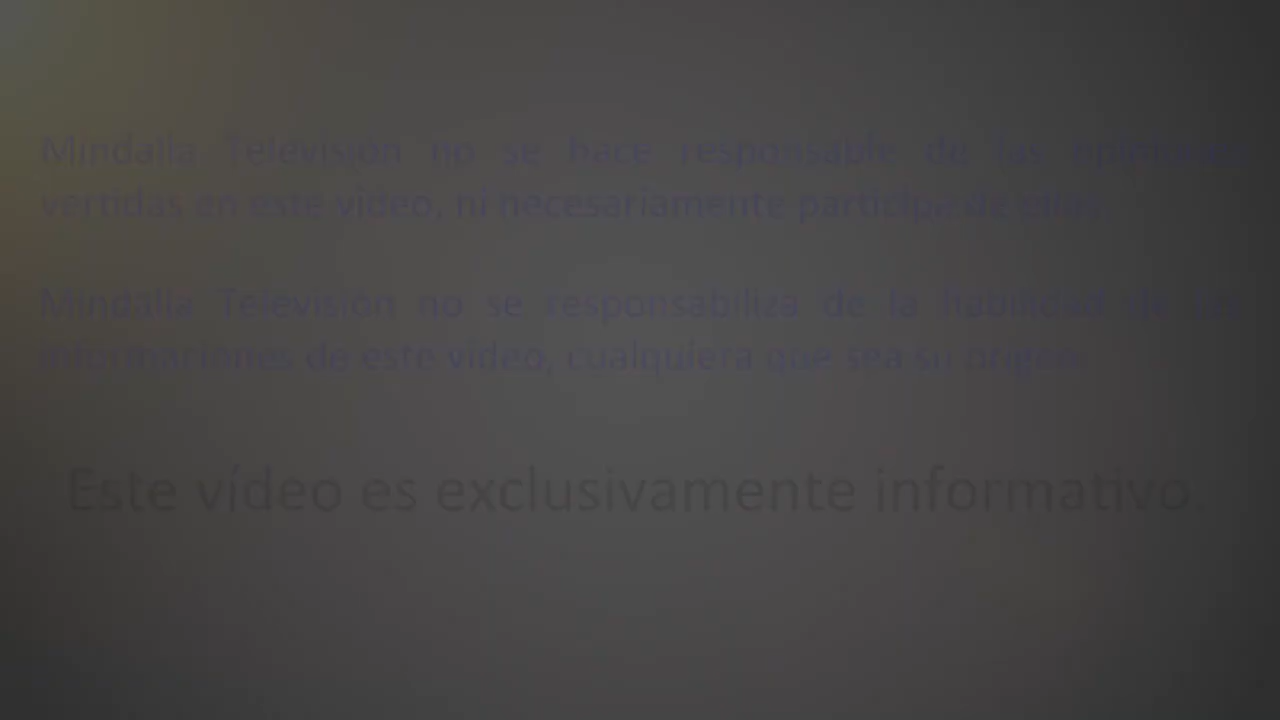 Mindalia Televisión no se hace responsable de las opiniones
vertidas en este vídeo, ni necesariamente participa de ellas.
Mindalia Televisión no se responsabiliza de la fiabilidad de las
informaciones de este vídeo, cualquiera que sea su origen.
Este vídeo es exclusivamente informativo.